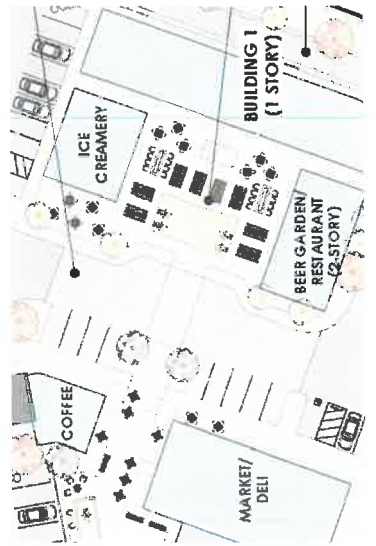 BUILDING 1
(1 STORY)
ICE
CREAMERY
BEER GARDEN/
RESTAURANT
(2-STORY)
COFFEE
MARKET/
DELI